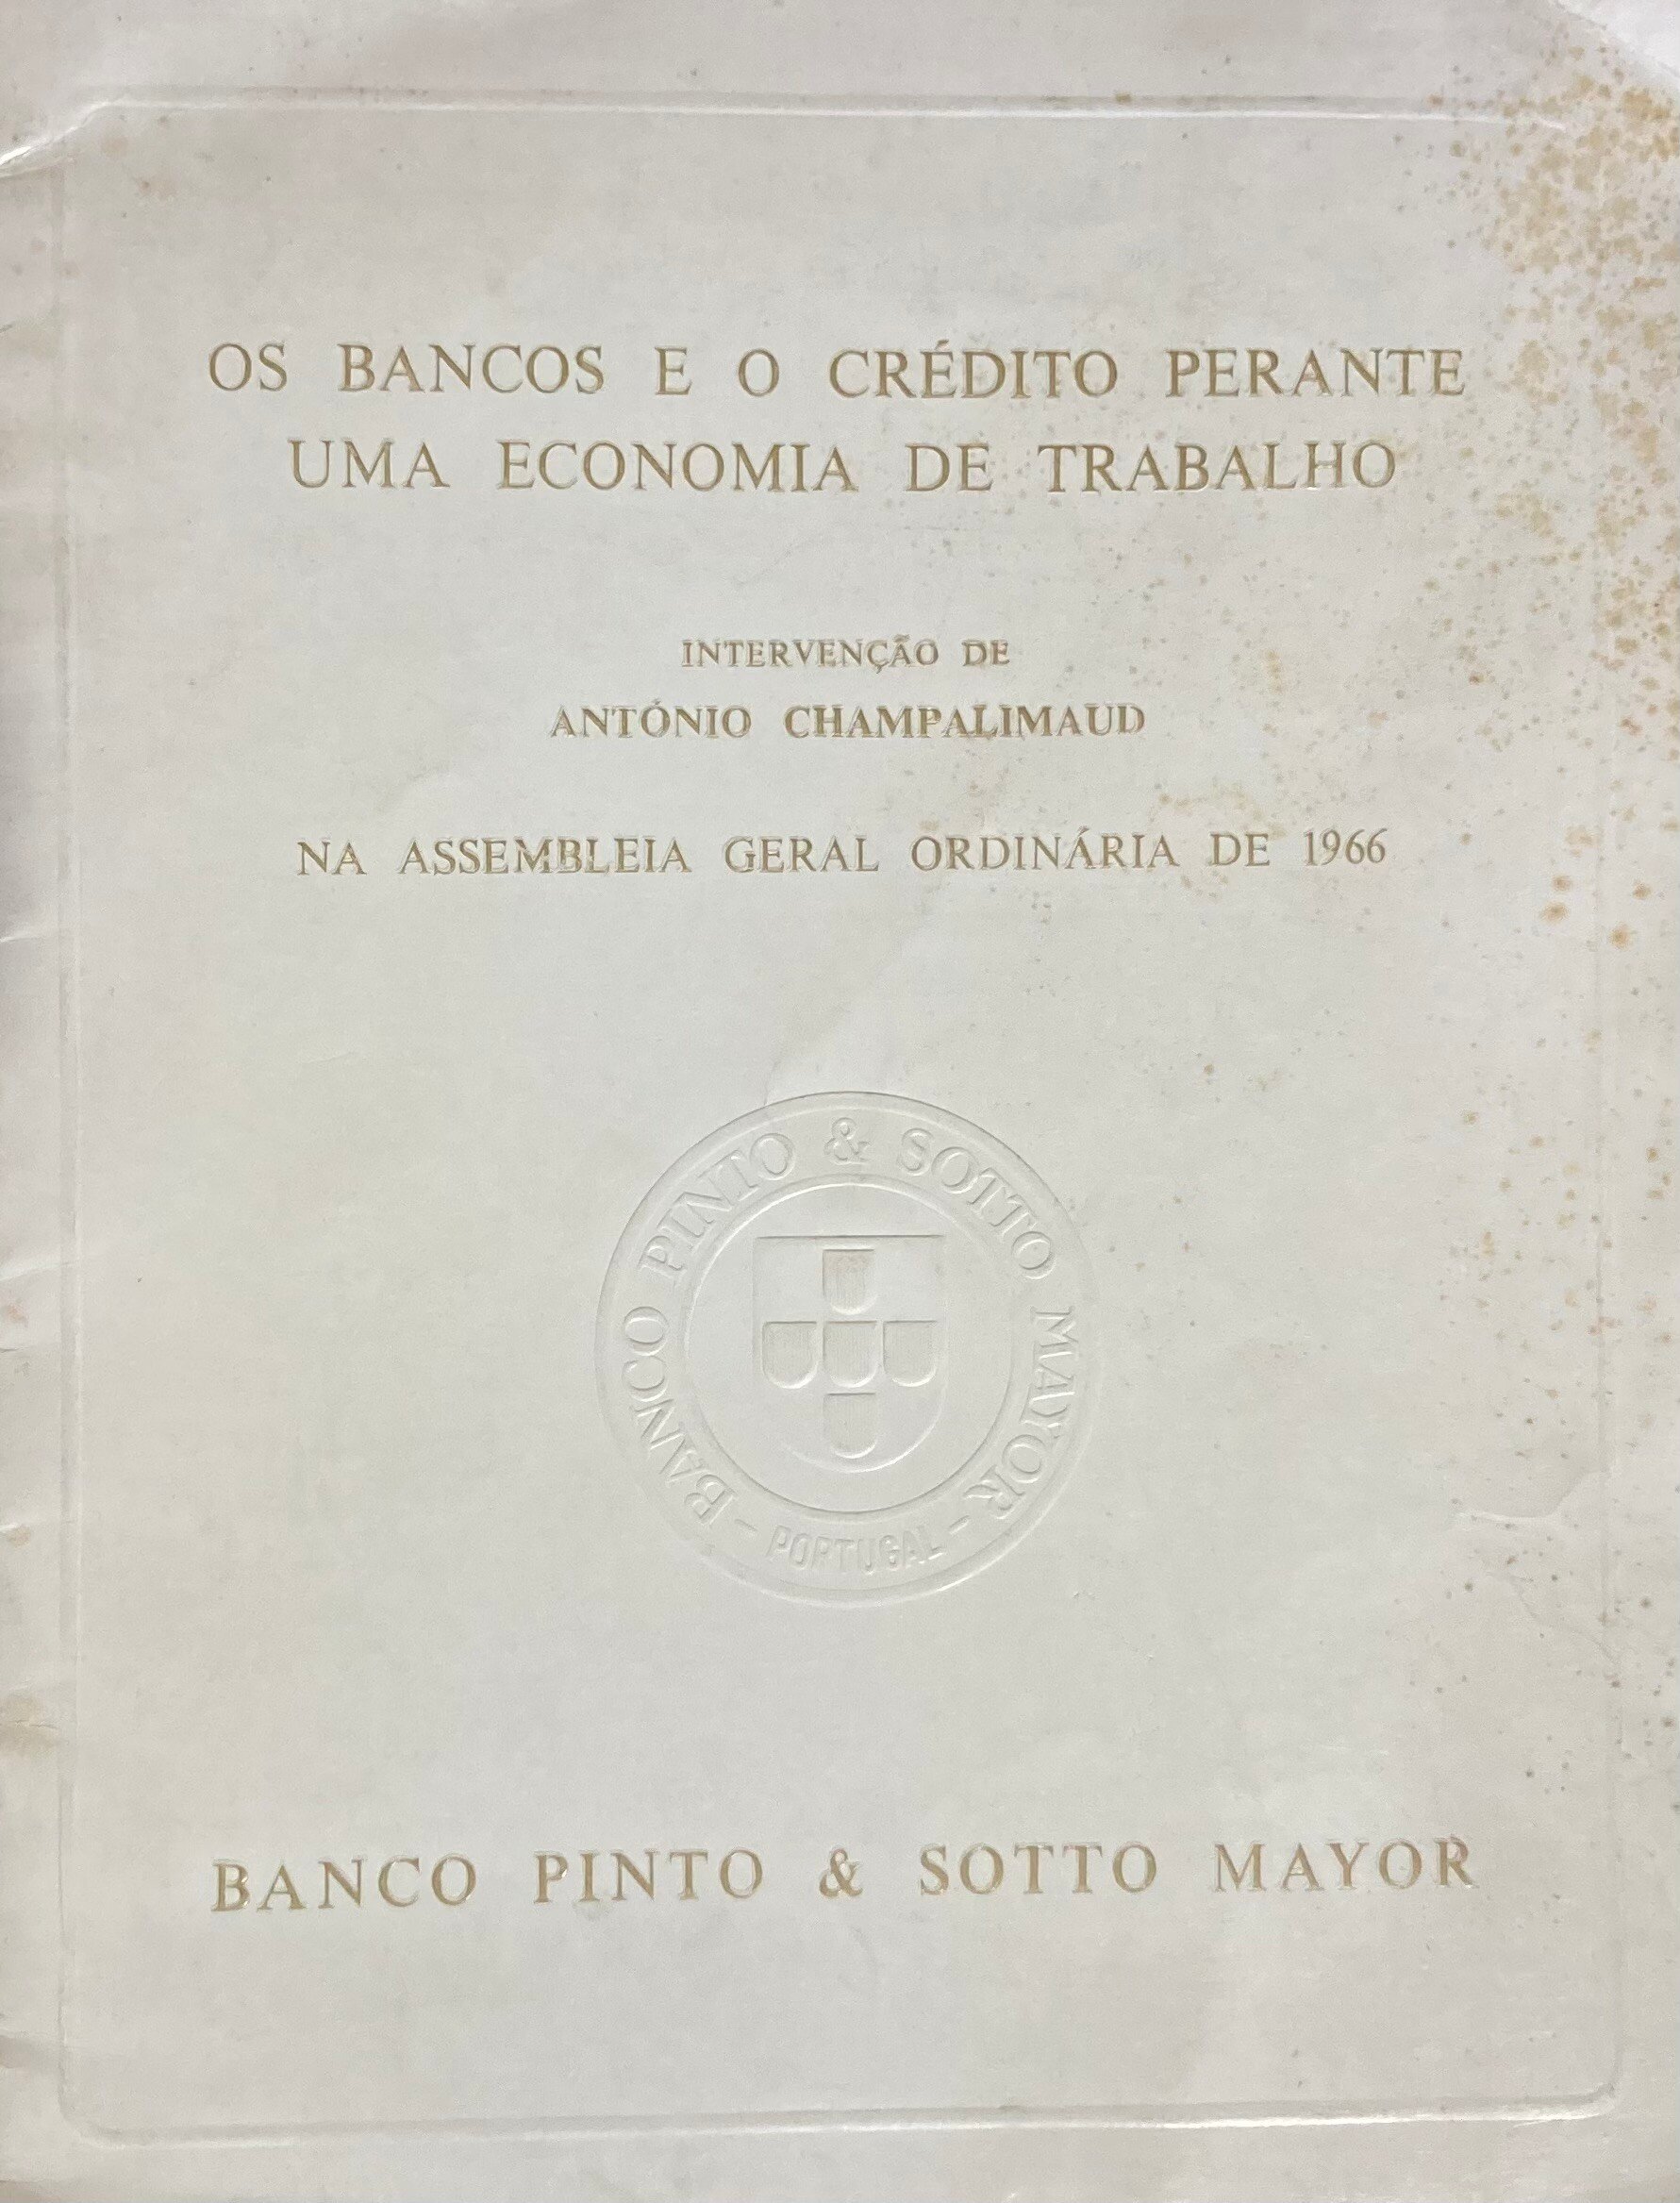 OS BANCOS E O CRÉDITO PERANTE
UMA ECONOMIA DE TRABALHO
INTERVENÇÃO DE
ANTÓNIO CHAMPALIMAUD
NA ASSEMBLEIA GERAL ORDINÁRIA DE 1966
BANCO PINTO & SOTTO MAYOR
- PORTUGAL -
BANCO PINTO & SOTTO MAYOR